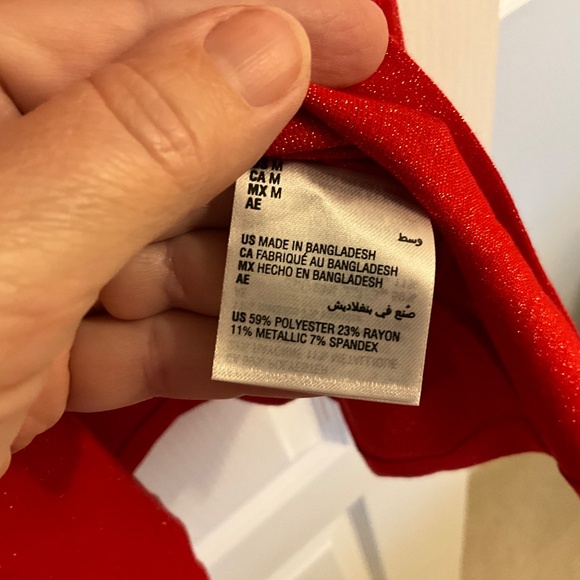 M
CA M
MX M
AE
وسط
US MADE IN BANGLADESH
CA FABRIQUÉ AU BANGLADESH
MX HECHO EN BANGLADESH
AE
صنع في بنغلاديش
US 59% POLYESTER 23% RAYON
11% METALLIC 7% SPANDEX